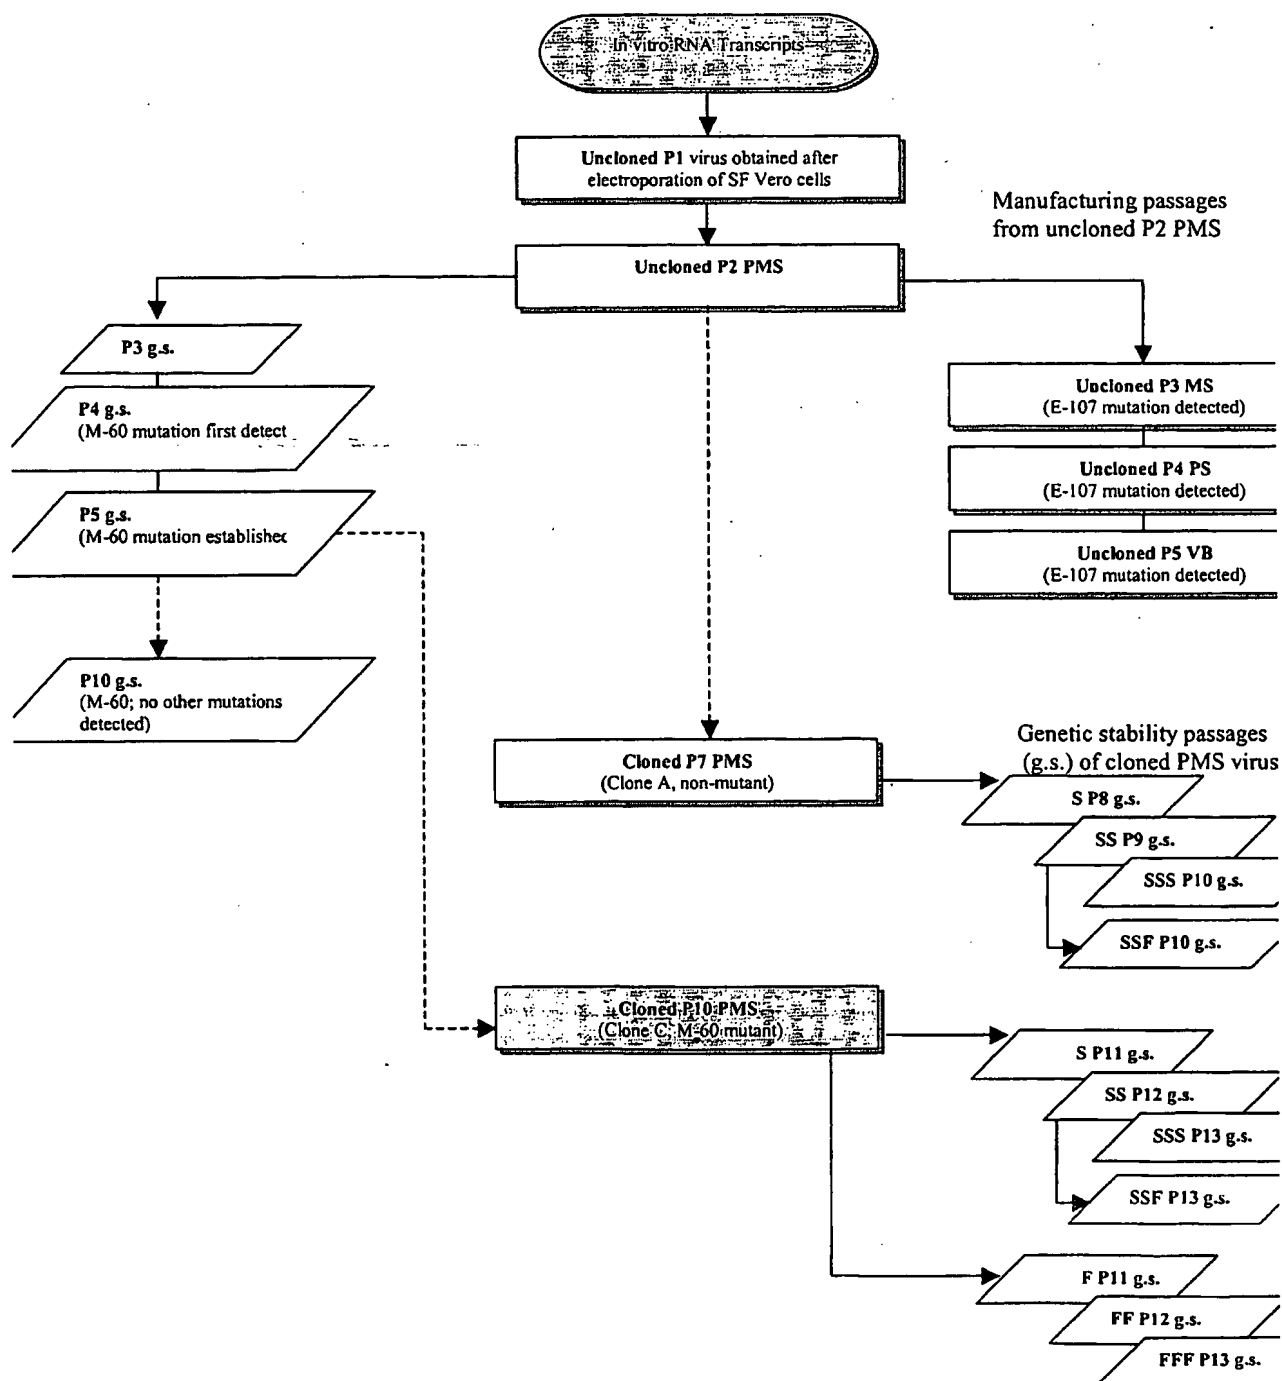 In vitro RNA Transcripts
Uncloned P1 virus obtained after
electroporation of SF Vero cells
Manufacturing passages
from uncloned P2 PMS
Uncloned P2 PMS
P3 g.s.
P4 g.s.
(M-60 mutation first detect
P5 g.s.
(M-60 mutation establishec
P10 g.s.
(M-60; no other mutations
detected)
Uncloned P3 MS
(E-107 mutation detected)
Uncloned P4 PS
(E-107 mutation detected)
Uncloned P5 VB
(E-107 mutation detected)
Cloned P7 PMS
(Clone A, non-mutant)
Genetic stability passages
(g.s.) of cloned PMS virus
S P8 g.s.
SS P9 g.s.
SSS P10 g.s.
SSF P10 g.s.
Cloned P10 PMS
(Clone C, M-60 mutant)
S P11 g.s.
SS P12 g.s.
SSS P13 g.s.
SSF P13 g.s.
F P11 g.s.
FF P12 g.s.
FFF P13 g.s.